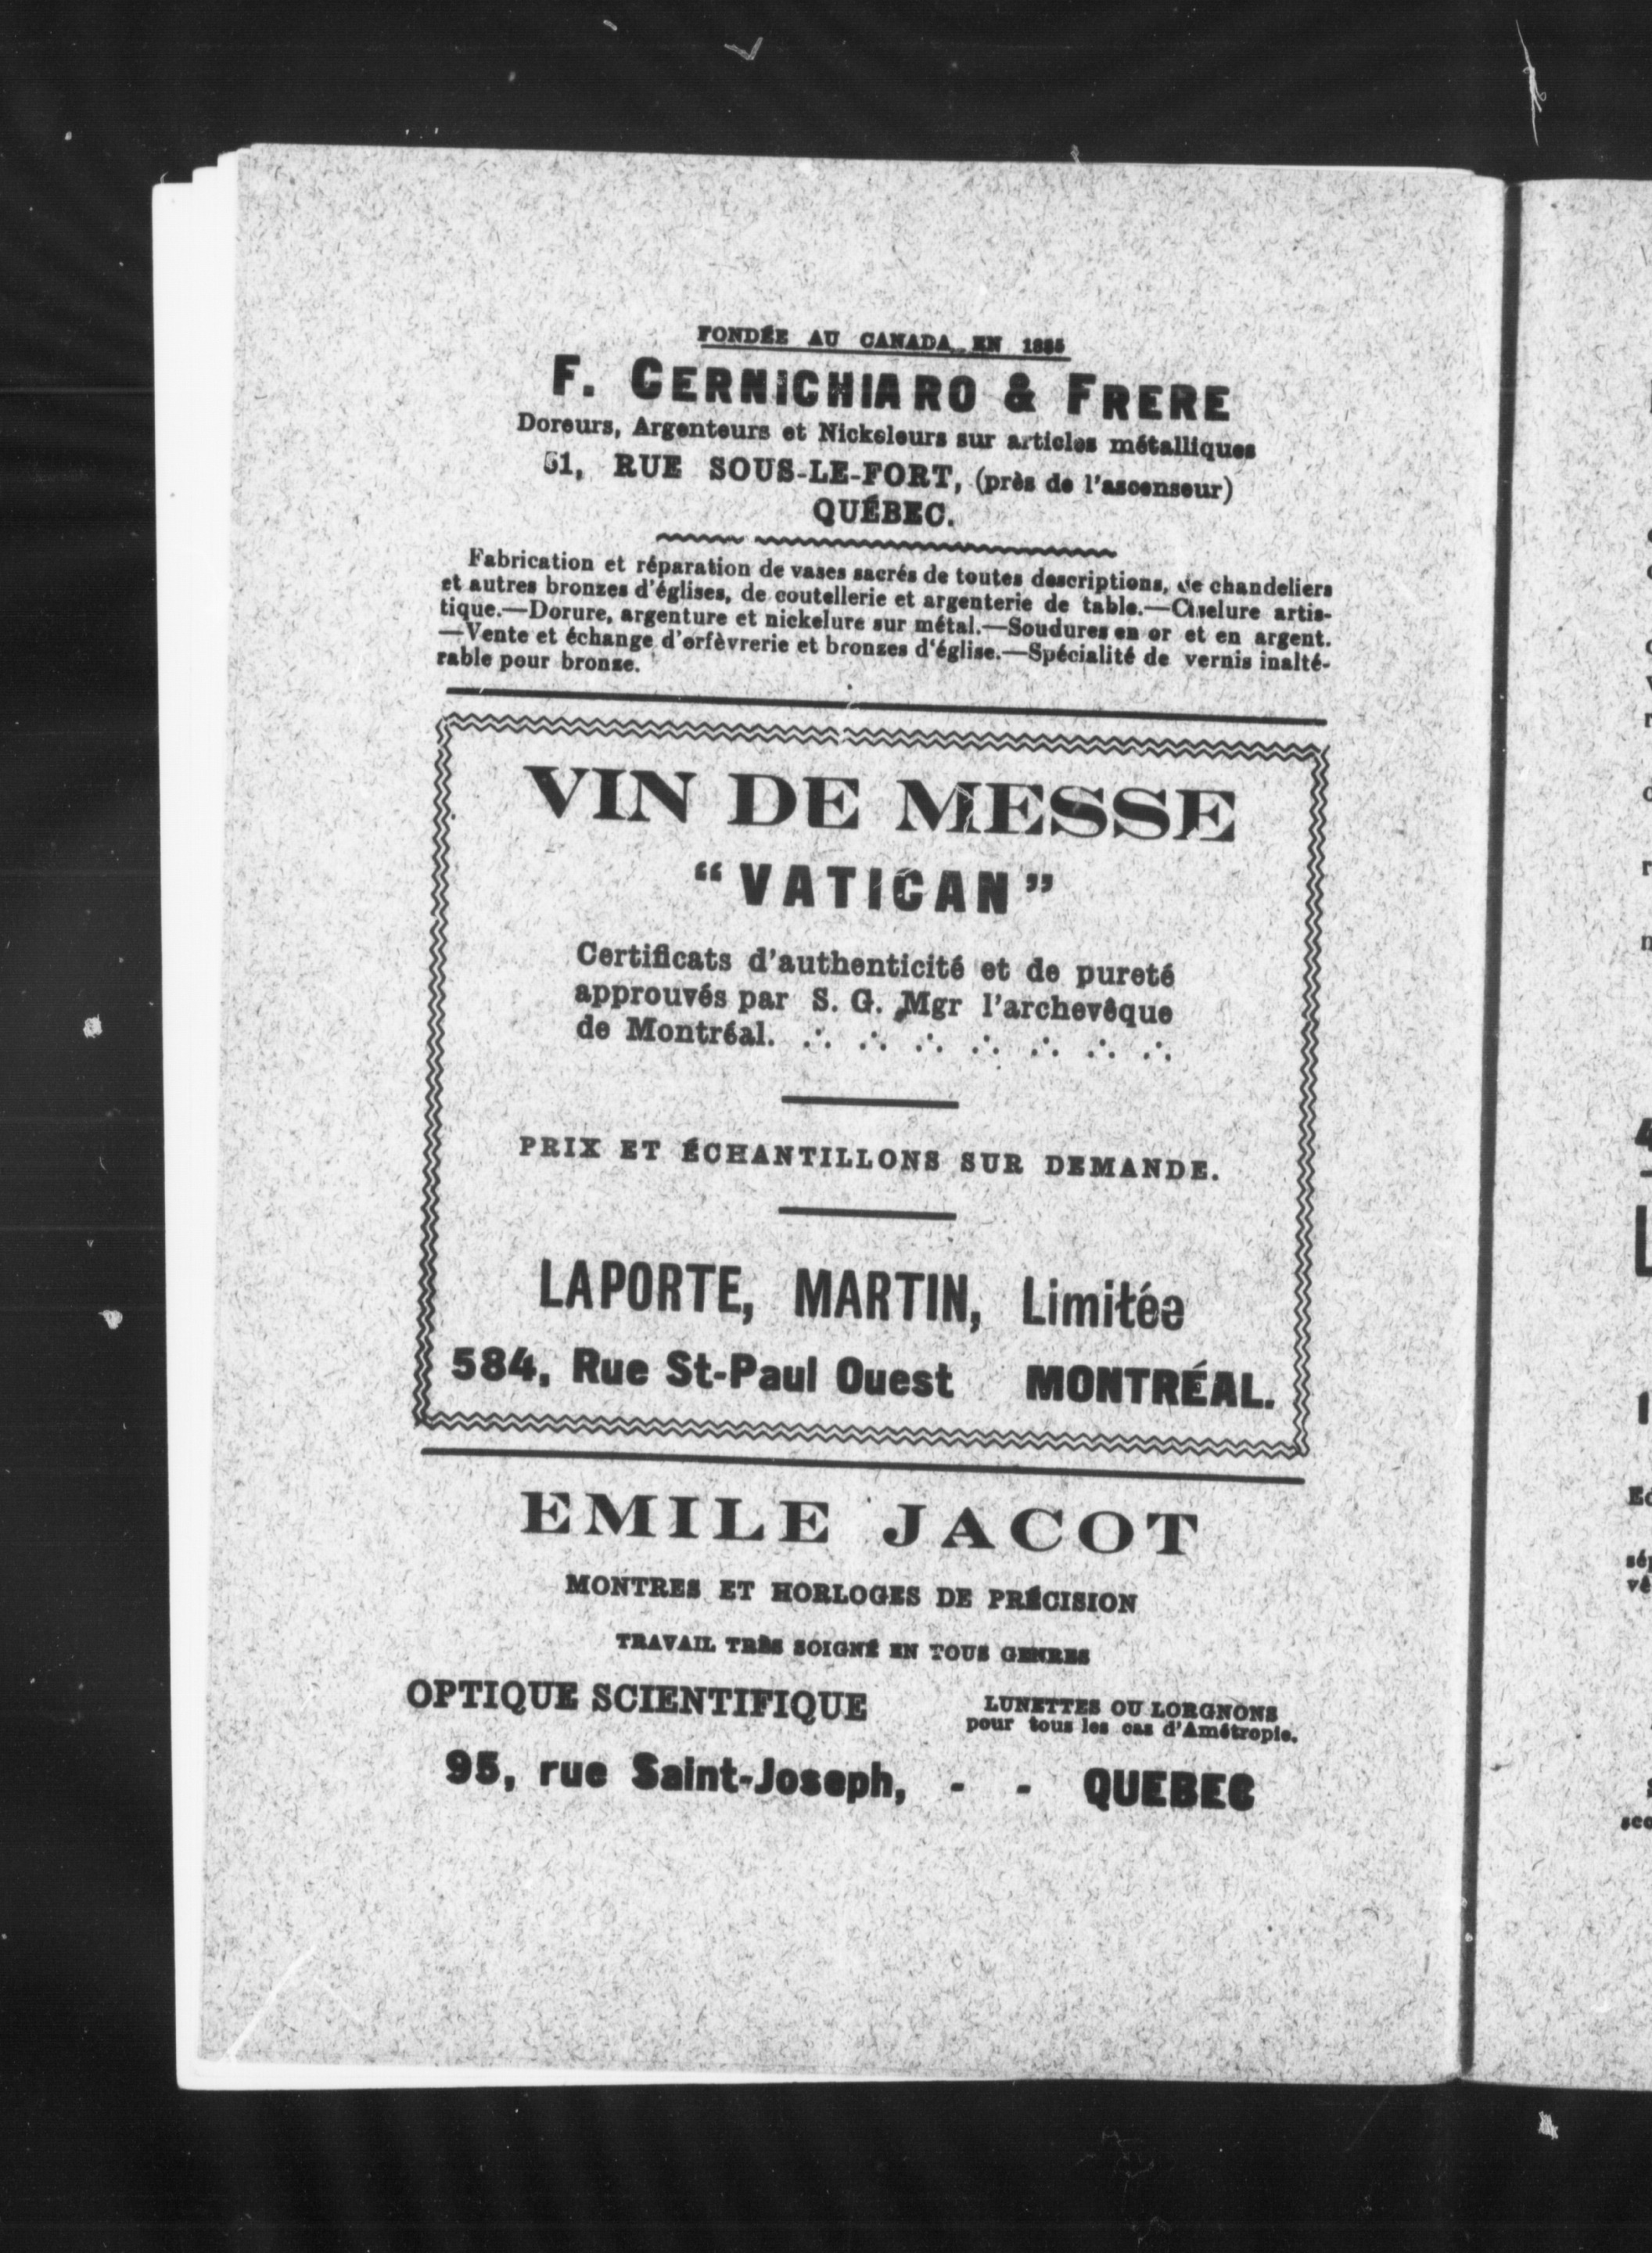 FONDÉE AU CANADA EN 1885
F. CERNICHIARO & FRERE
Doreurs, Argenteurs et Nickeleurs sur articles métalliques
51, RUE SOUS-LE-FORT, (près de l'ascenseur)
QUÉBEC.
Fabrication et réparation de vases sacrés de toutes descriptions, de chandeliers
et autres bronzes d'églises, de coutellerie et argenterie de table.—Ciselure artis-
tique.—Dorure, argenture et nickelure sur métal.—Soudures en or et en argent.
—Vente et échange d'orfèvrerie et bronzes d'église.—Spécialité de vernis inalté-
rable pour bronze.
VIN DE MESSE
“VATICAN”
Certificats d'authenticité et de pureté
approuvés par S. G. Mgr l'archevêque
de Montréal. ∴ ∴ ∴ ∴ ∴ ∴ ∴
PRIX ET ÉCHANTILLONS SUR DEMANDE.
LAPORTE, MARTIN, Limitée
584, Rue St-Paul Ouest MONTRÉAL.
EMILE JACOT
MONTRES ET HORLOGES DE PRÉCISION
TRAVAIL TRÈS SOIGNÉ EN TOUS GENRES
OPTIQUE SCIENTIFIQUE
LUNETTES OU LORGNONS
pour tous les cas d'Amétropie.
95, rue Saint-Joseph, - - QUEBEC